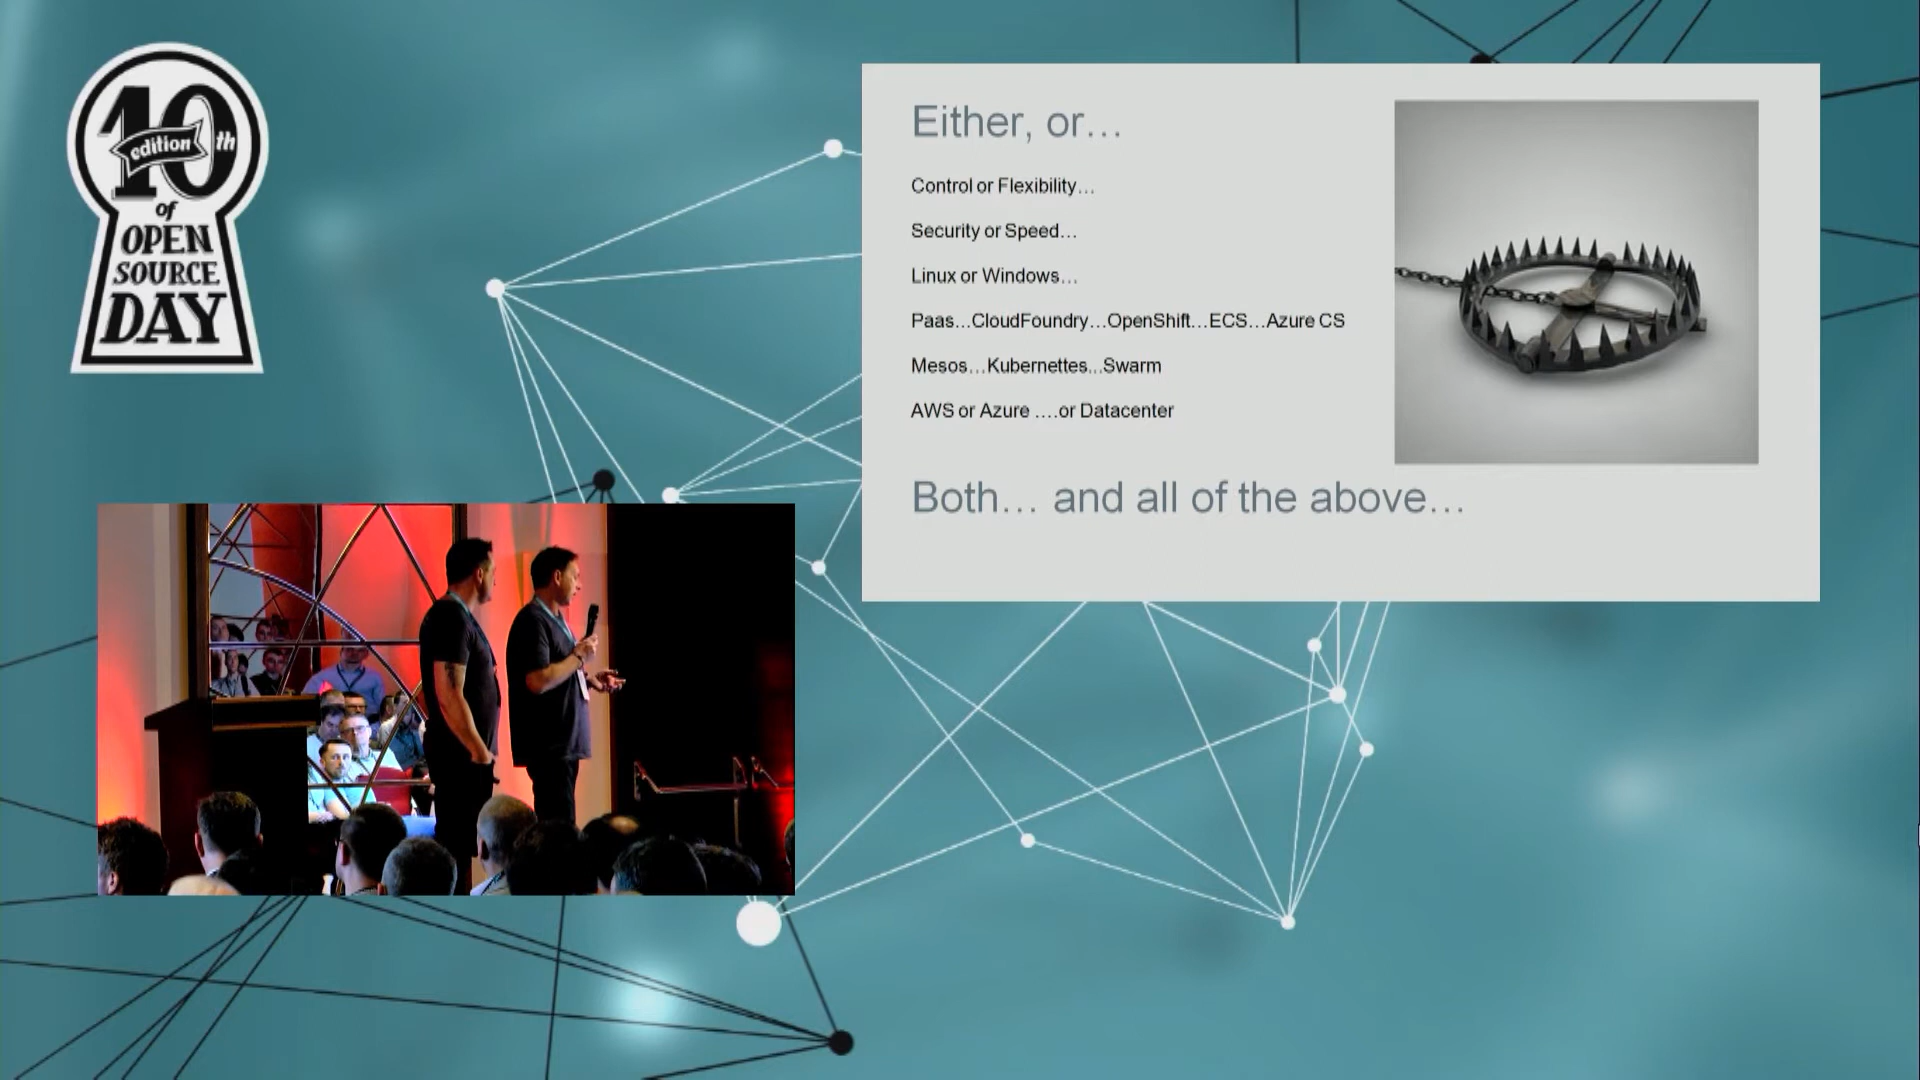 10th
edition
of
OPEN
SOURCE
DAY
Either, or…
Control or Flexibility…
Security or Speed…
Linux or Windows…
Paas…CloudFoundry…OpenShift…ECS…Azure CS
Mesos…Kubernettes...Swarm
AWS or Azure ….or Datacenter
Both… and all of the above…